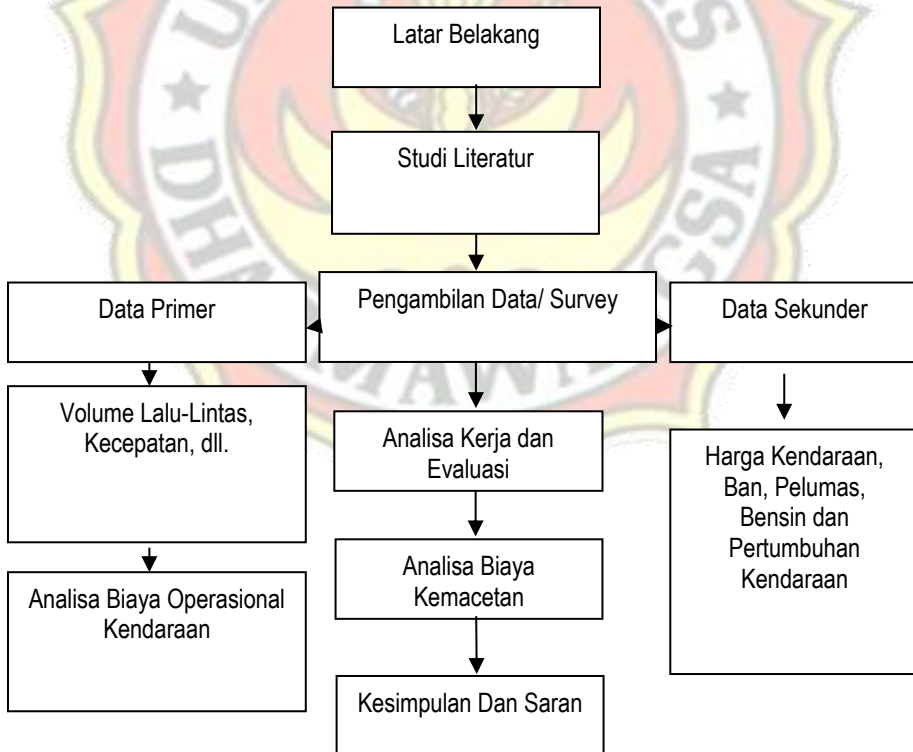 Latar Belakang
Studi Literatur
Pengambilan Data/ Survey
Data Primer
Data Sekunder
Volume Lalu-Lintas,
Kecepatan, dll.
Analisa Kerja dan
Evaluasi
Harga Kendaraan,
Ban, Pelumas,
Bensin dan
Pertumbuhan
Kendaraan
Analisa Biaya Operasional
Kendaraan
Analisa Biaya
Kemacetan
Kesimpulan Dan Saran